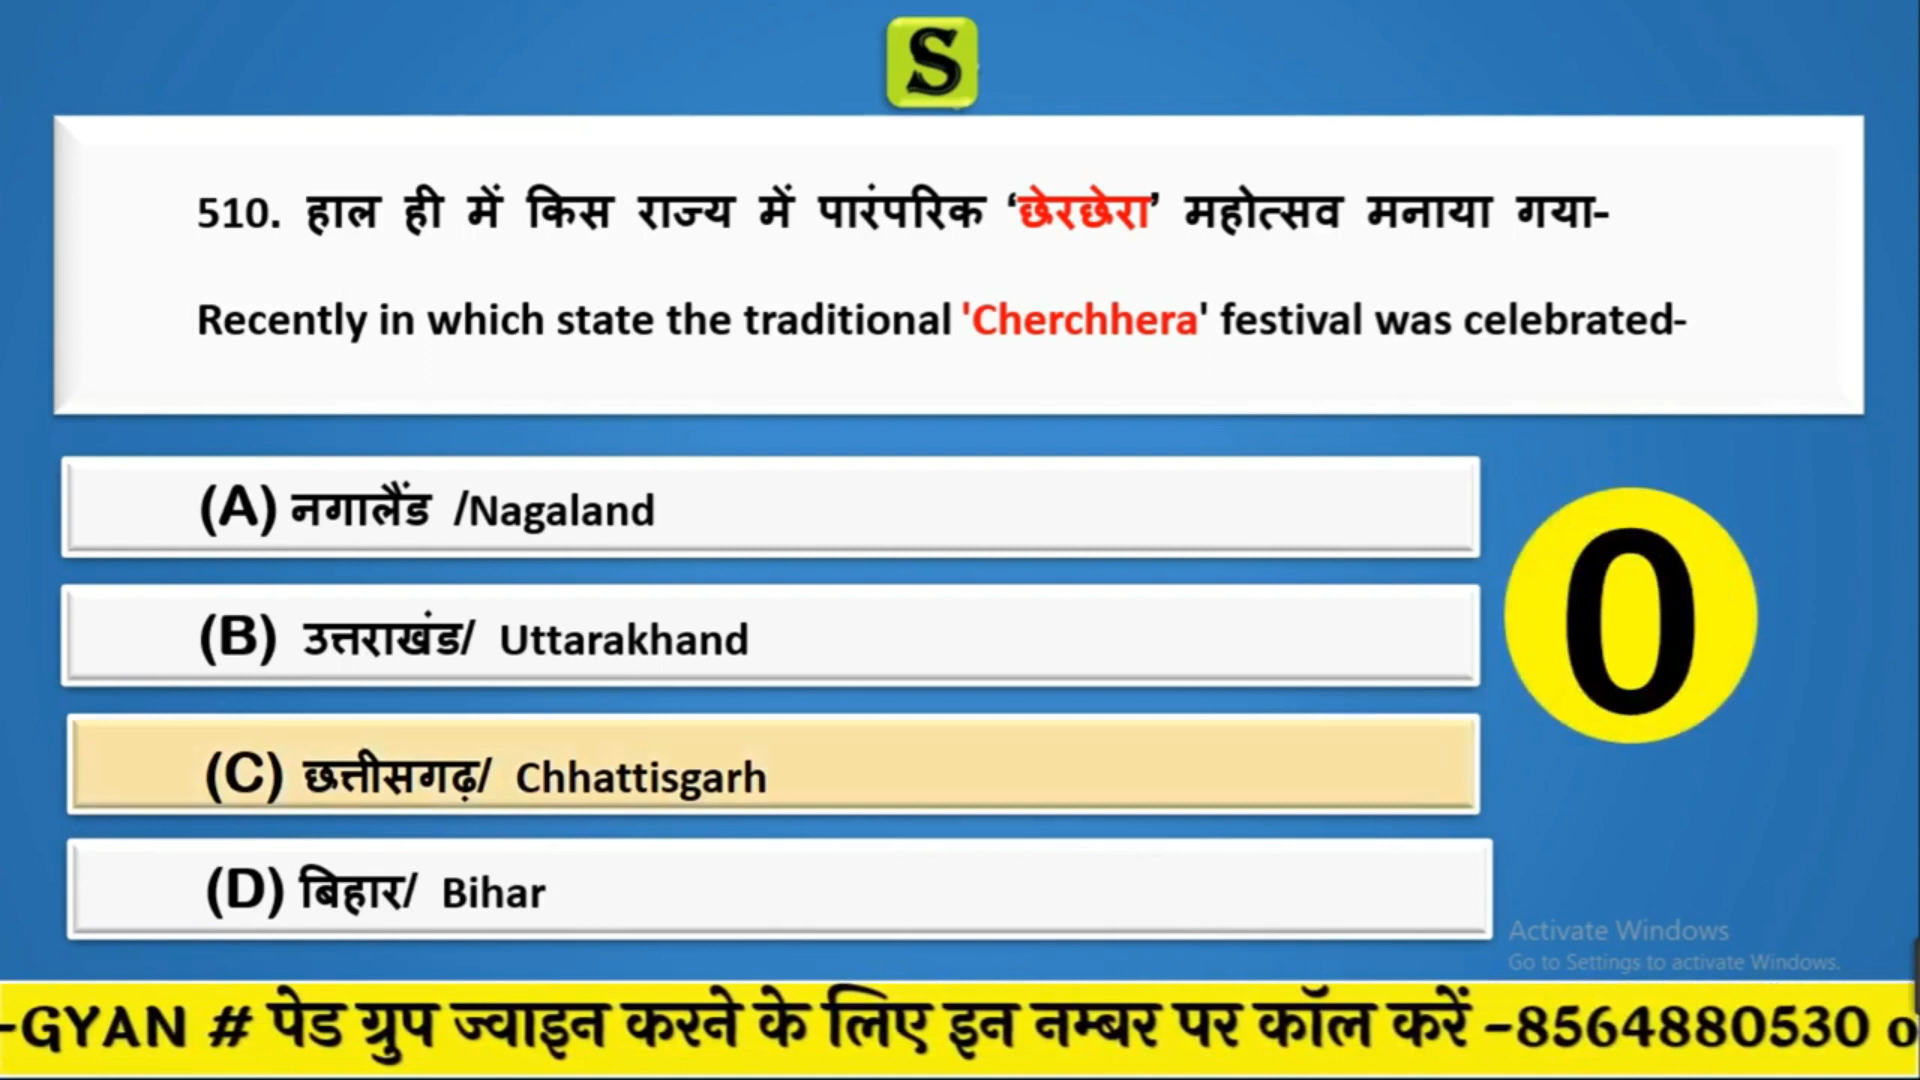 S
510. हाल ही में किस राज्य में पारंपरिक ‘छेरछेरा’ महोत्सव मनाया गया-
Recently in which state the traditional 'Cherchhera' festival was celebrated-
(A) नगालैंड /Nagaland
(B) उत्तराखंड/ Uttarakhand
0
(C) छत्तीसगढ़/ Chhattisgarh
(D) बिहार/ Bihar
Activate Windows
Go to Settings to activate Windows.
-GYAN # पेड ग्रुप ज्वाइन करने के लिए इन नम्बर पर कॉल करें -8564880530 o